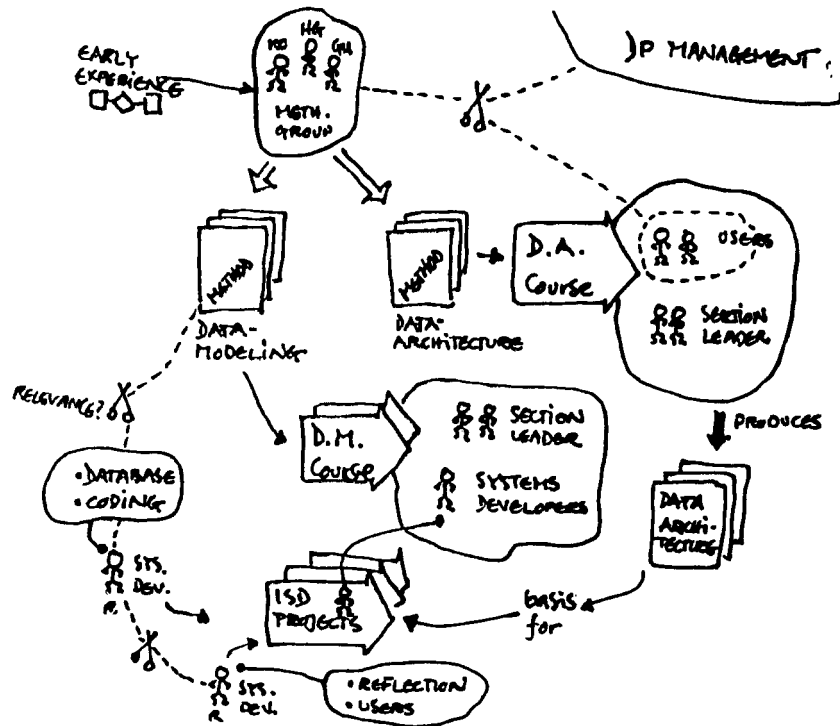 EARLY
EXPERIENCE
HG
GH
METH.
GROUP
DP MANAGEMENT
METHOD
DATA-
MODELING
METHOD
DATA-
ARCHITECTURE
D.A.
Course
USERS
SECTION
LEADER
RELEVANCE?
• DATABASE
• CODING
D.M.
Course
SECTION
LEADER
SYSTEMS
DEVELOPERS
PRODUCES
DATA
ARCHI-
TECTURE
SYS.
DEV.
ISD
PROJECTS
basis
for
SYS.
DEV.
• REFLECTION
• USERS